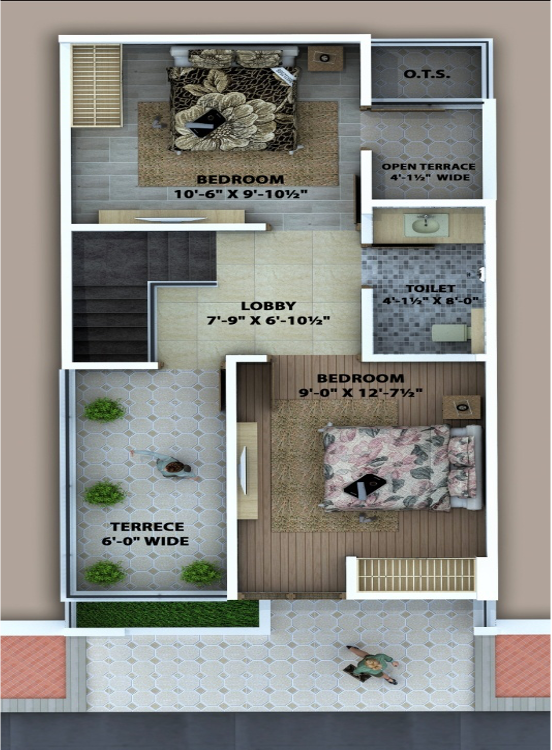 O.T.S.
OPEN TERRACE
4'-1½" WIDE
BEDROOM
10'-6" X 9'-10½"
TOILET
4'-1½" X 8'-0"
LOBBY
7'-9" X 6'-10½"
BEDROOM
9'-0" X 12'-7½"
TERRECE
6'-0" WIDE